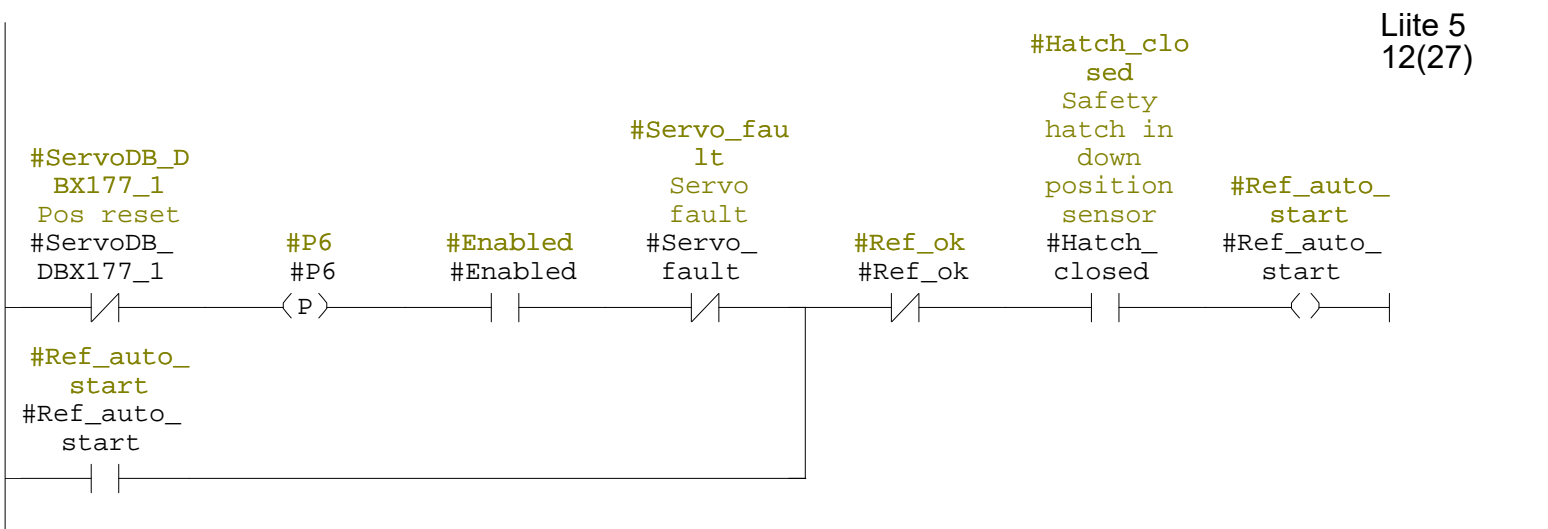 Liite 5
12(27)
#ServoDB_D
BX177_1
Pos reset
#ServoDB_
DBX177_1
#P6
#P6
P
#Enabled
#Enabled
#Servo_fau
lt
Servo
fault
#Servo_
fault
#Ref_ok
#Ref_ok
#Hatch_clo
sed
Safety
hatch in
down
position
sensor
#Hatch_
closed
#Ref_auto_
start
#Ref_auto_
start
#Ref_auto_
start
#Ref_auto_
start